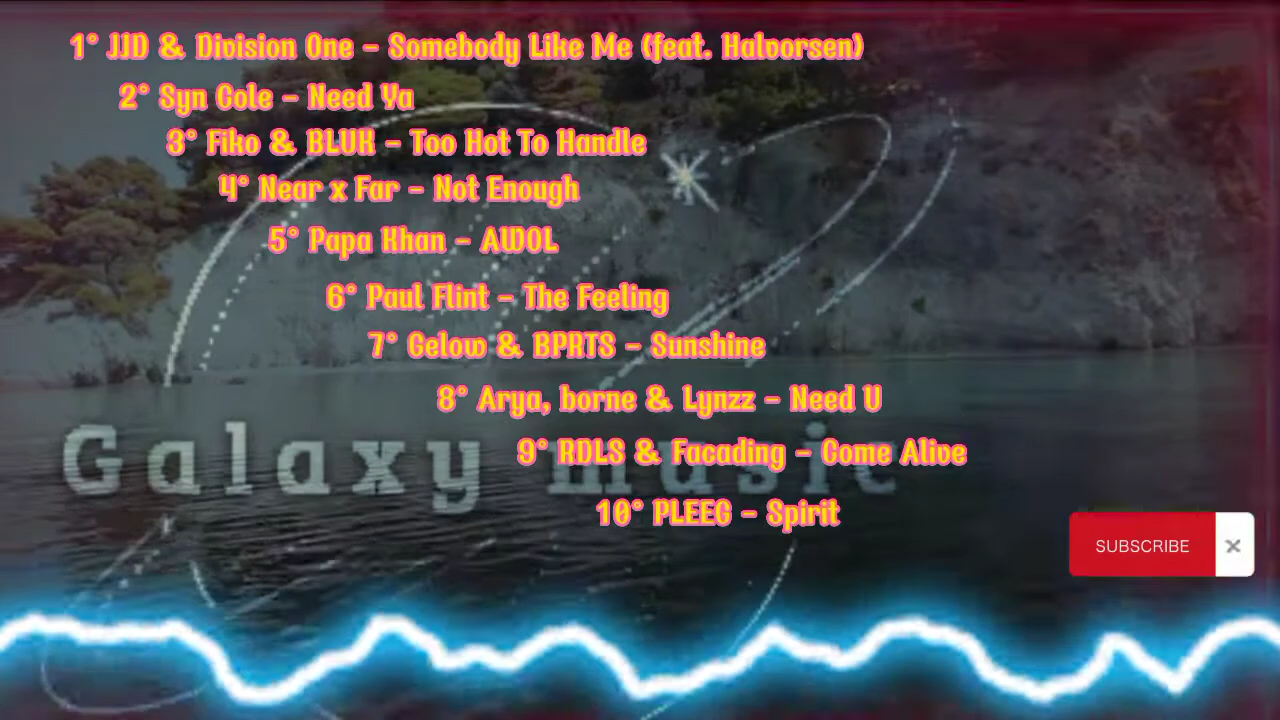 1° JJD & Division One - Somebody Like Me (feat. Halvorsen)
2° Syn Cole - Need Ya
3° Fiko & BLUK - Too Hot To Handle
4° Near x Far - Not Enough
5° Papa Khan - AWOL
6° Paul Flint - The Feeling
7° Gelow & BPRTS - Sunshine
8° Arya, borne & Lynzz - Need U
9° RDLS & Facading - Come Alive
Galaxy music
10° PLEEG - Spirit
SUBSCRIBE